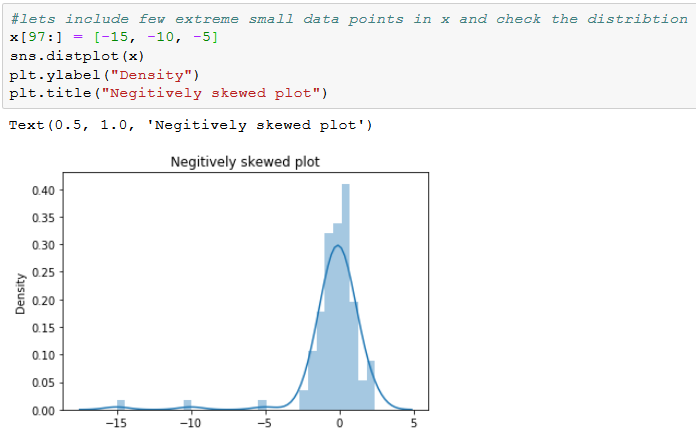 #lets include few extreme small data points in x and check the distribtion
x[97:] = [-15, -10, -5]
sns.distplot(x)
plt.ylabel("Density")
plt.title("Negitively skewed plot")
Text(0.5, 1.0, 'Negitively skewed plot')
Negitively skewed plot
0.40
0.35
0.30
0.25
0.20
0.15
0.10
0.05
0.00
Density
−15 −10 −5 0 5